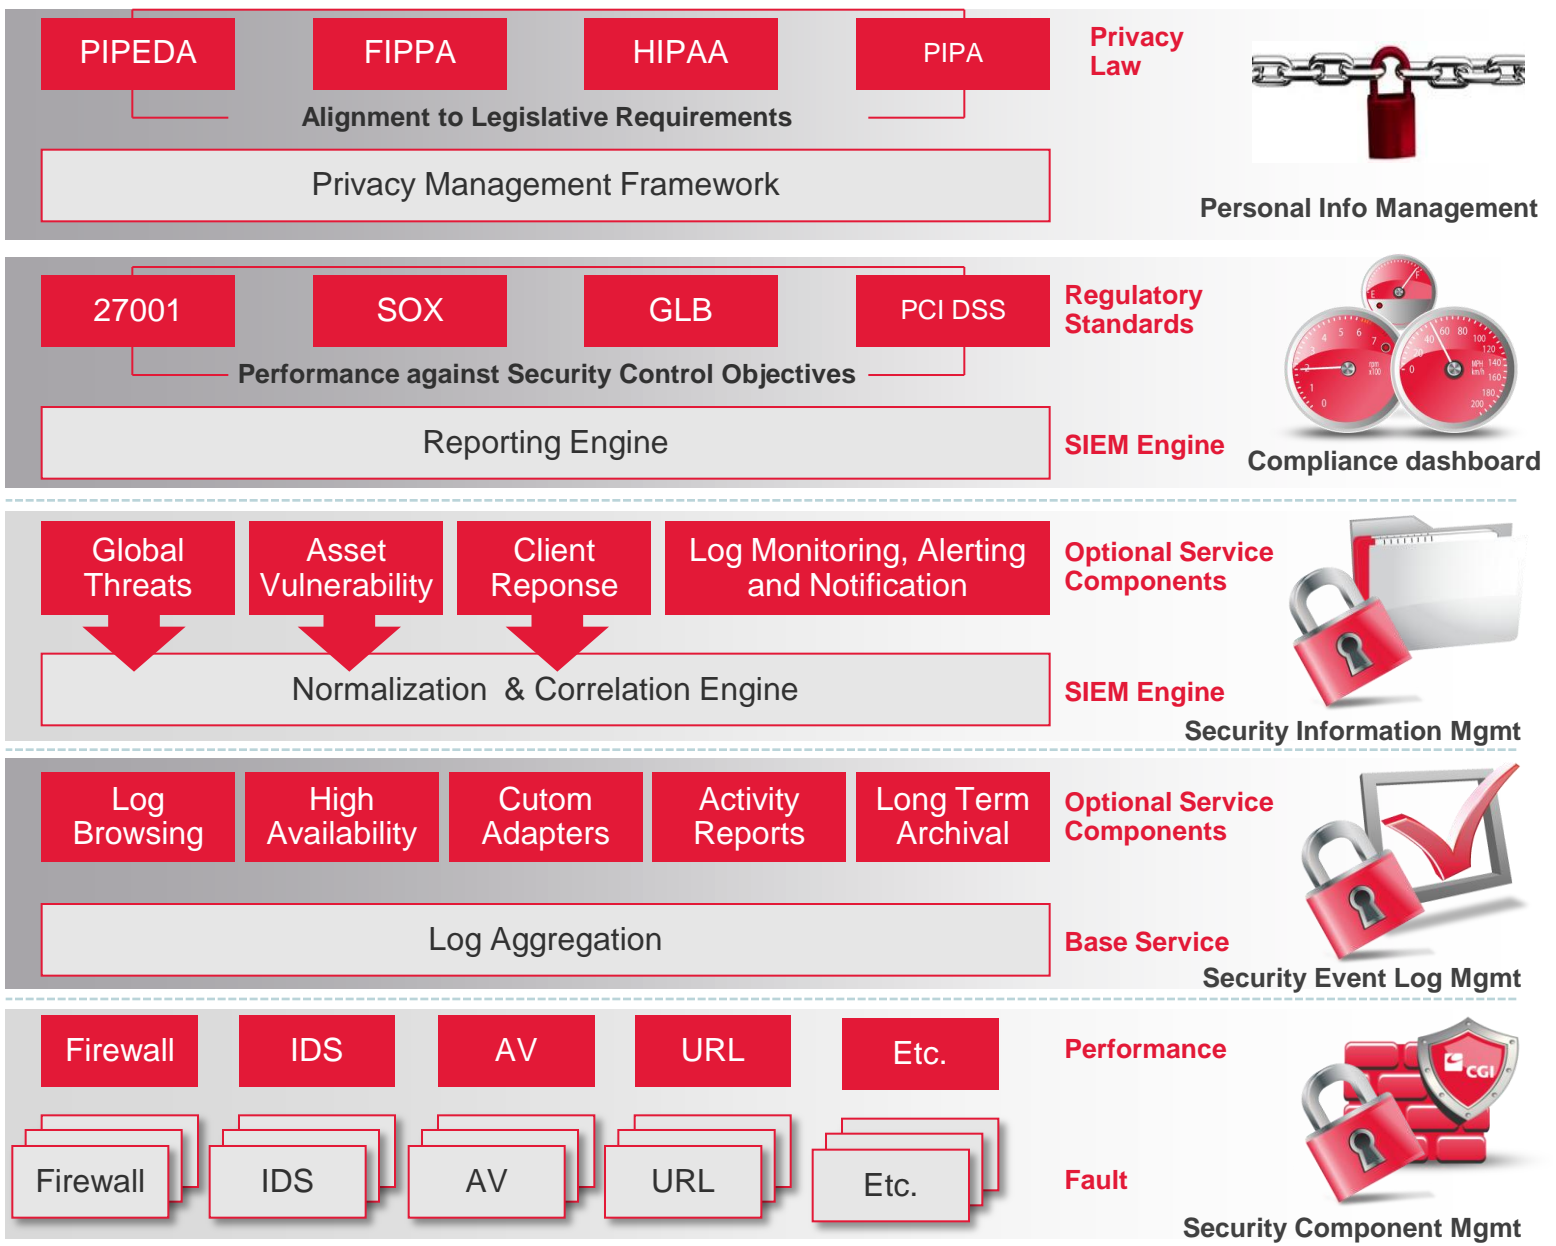 PIPEDA
FIPPA
HIPAA
PIPA
Privacy
Law
Alignment to Legislative Requirements
Privacy Management Framework
Personal Info Management
27001
SOX
GLB
PCI DSS
Regulatory
Standards
Performance against Security Control Objectives
Reporting Engine
SIEM Engine
Compliance dashboard
Global
Threats
Asset
Vulnerability
Client
Reponse
Log Monitoring, Alerting
and Notification
Optional Service
Components
Normalization & Correlation Engine
SIEM Engine
Security Information Mgmt
Log
Browsing
High
Availability
Cutom
Adapters
Activity
Reports
Long Term
Archival
Optional Service
Components
Log Aggregation
Base Service
Security Event Log Mgmt
Firewall
IDS
AV
URL
Etc.
Performance
CGI
Firewall
IDS
AV
URL
Etc.
Fault
Security Component Mgmt